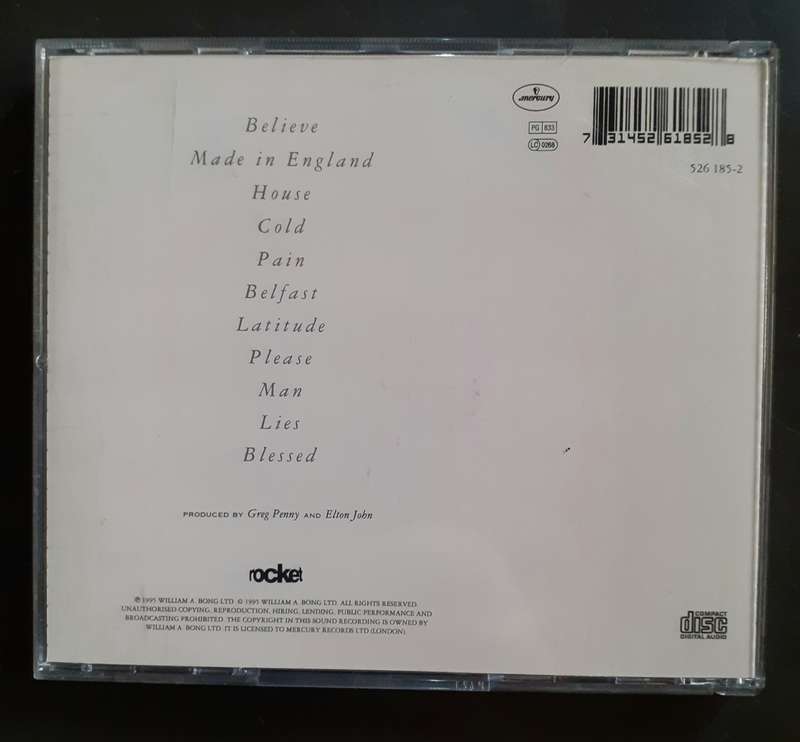 Believe
Made in England
House
Cold
Pain
Belfast
Latitude
Please
Man
Lies
Blessed
PRODUCED BY Greg Penny AND Elton John
rocket
℗ 1995 WILLIAM A. BONG LTD. © 1995 WILLIAM A. BONG LTD. ALL RIGHTS RESERVED.
UNAUTHORISED COPYING, REPRODUCTION, HIRING, LENDING, PUBLIC PERFORMANCE AND
BROADCASTING PROHIBITED. THE COPYRIGHT IN THIS SOUND RECORDING IS OWNED BY
WILLIAM A. BONG LTD. IT IS LICENSED TO MERCURY RECORDS LTD (LONDON)
mercury
PG 833
LC 0268
7 31452 61852 8
526 185-2
COMPACT
disc
DIGITAL AUDIO